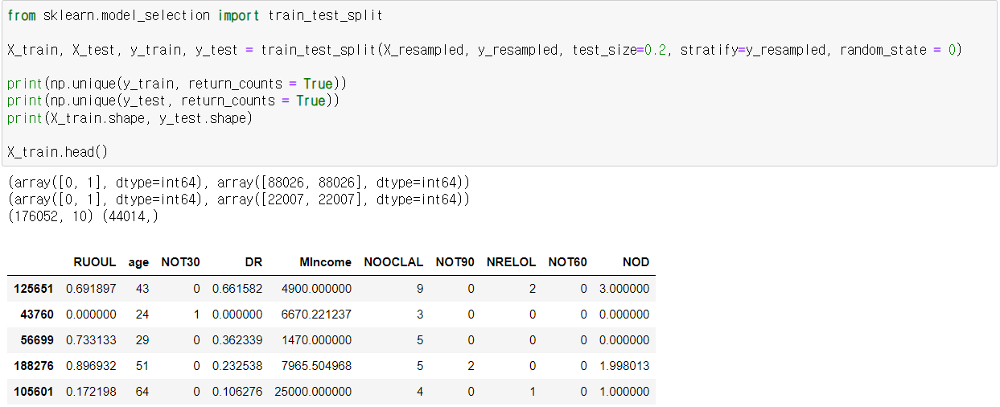 from sklearn.model_selection import train_test_split
X_train, X_test, y_train, y_test = train_test_split(X_resampled, y_resampled, test_size=0.2, stratify=y_resampled, random_state = 0)
print(np.unique(y_train, return_counts = True))
print(np.unique(y_test, return_counts = True))
print(X_train.shape, y_test.shape)
X_train.head()
(array([0, 1], dtype=int64), array([88026, 88026], dtype=int64))
(array([0, 1], dtype=int64), array([22007, 22007], dtype=int64))
(176052, 10) (44014,)
RUOUL age NOT30 DR MIncome NOOCLAL NOT90 NRELOL NOT60 NOD
125651 0.691897 43 0 0.661582 4900.000000 9 0 2 0 3.000000
43760 0.000000 24 1 0.000000 6670.221237 3 0 0 0 0.000000
56699 0.733133 29 0 0.362339 1470.000000 5 0 0 0 0.000000
188276 0.896932 51 0 0.232538 7965.504968 5 2 0 0 1.998013
105601 0.172198 64 0 0.106276 25000.000000 4 0 1 0 1.000000